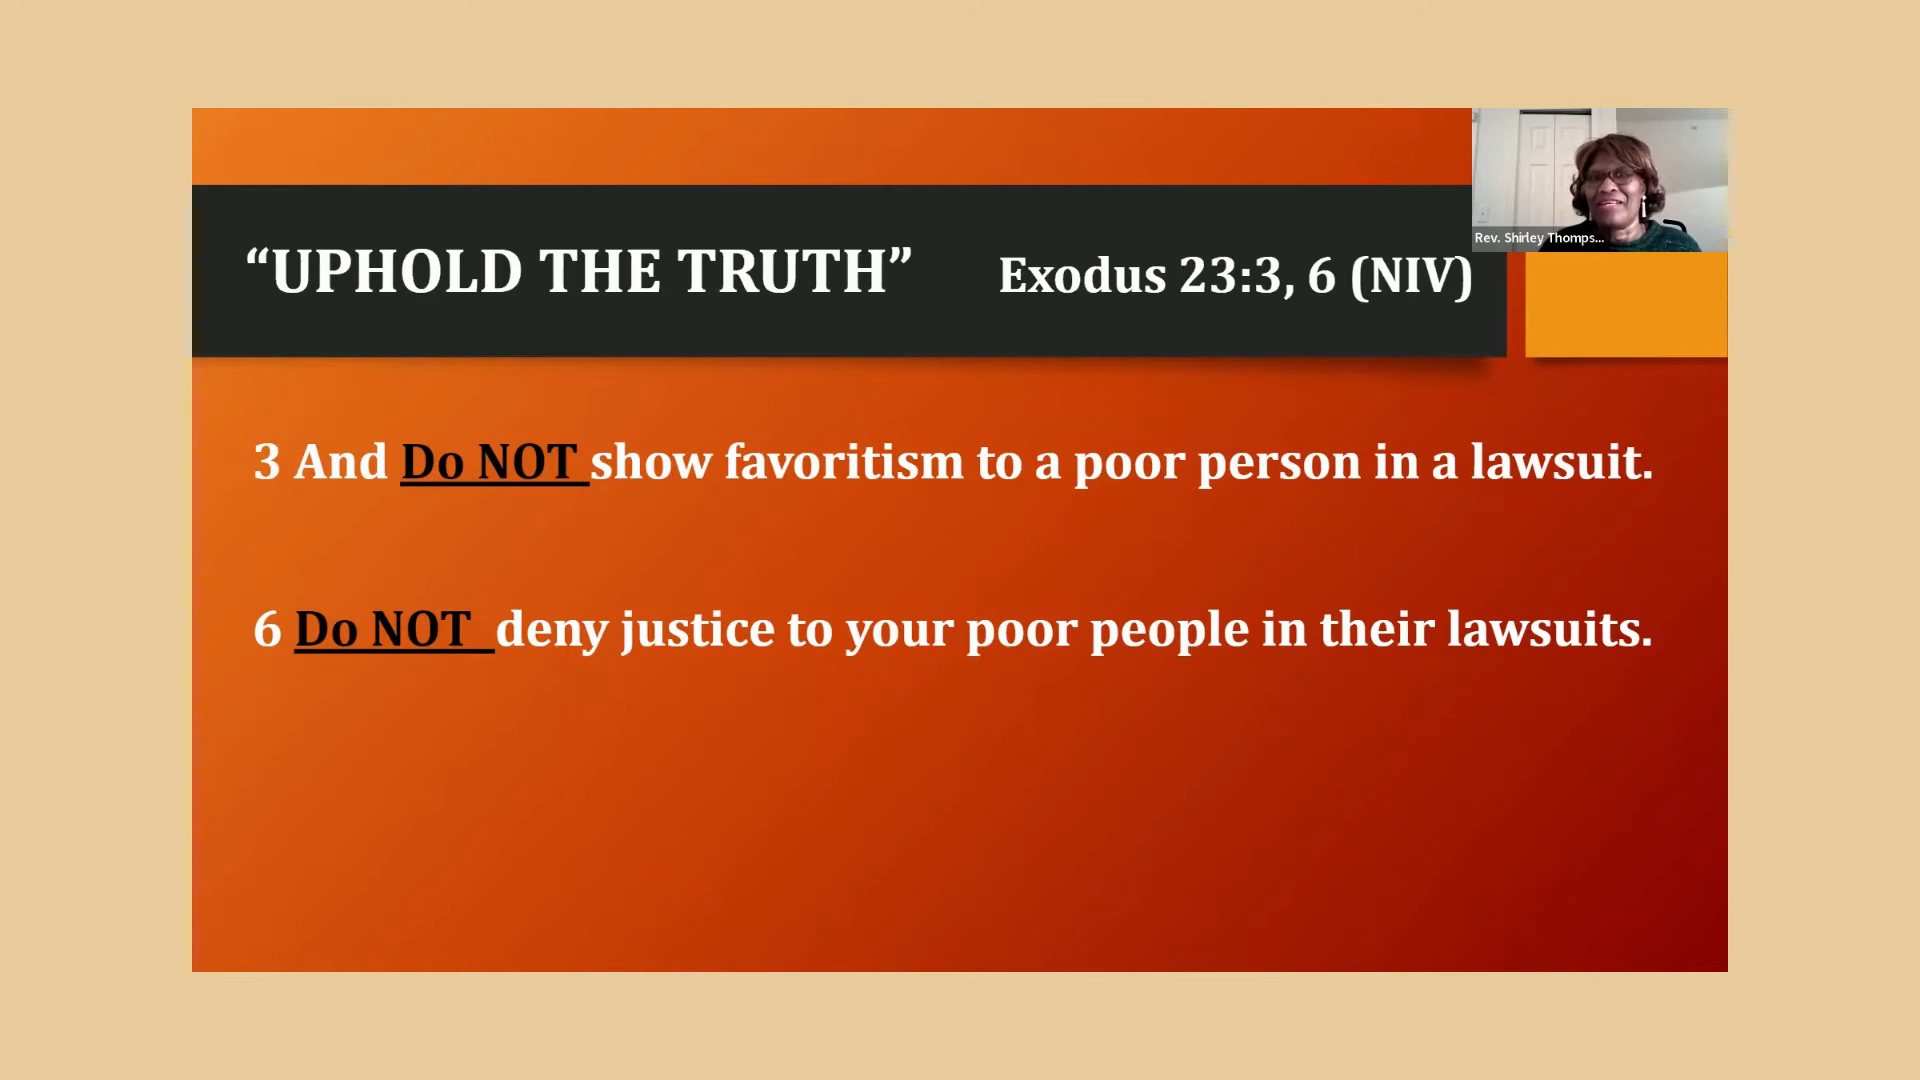 “UPHOLD THE TRUTH” Exodus 23:3, 6 (NIV)
Rev. Shirley Thomps...
3 And Do NOT show favoritism to a poor person in a lawsuit.
6 Do NOT deny justice to your poor people in their lawsuits.